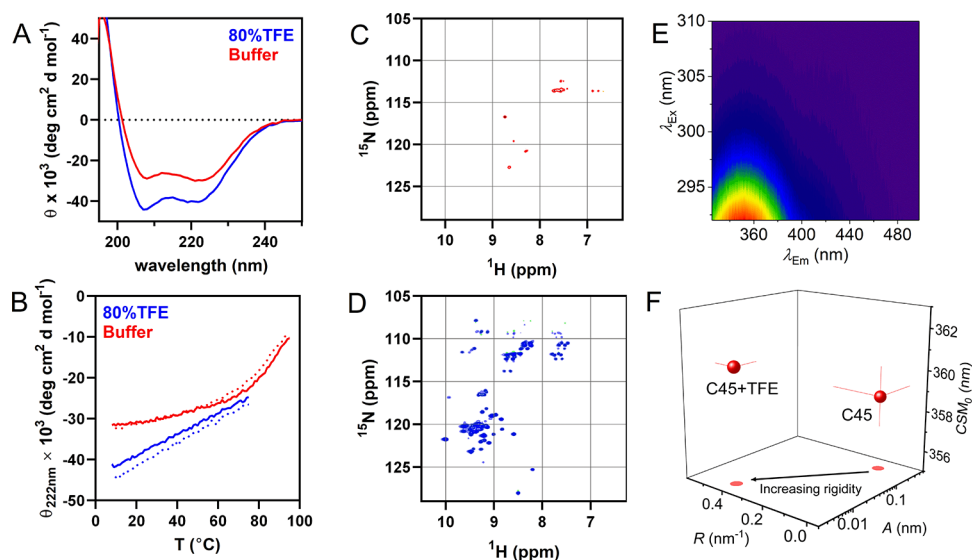 A
80%TFE
Buffer
θ x 10³ (deg cm² d mol⁻¹)
40
20
0
-20
-40
200
220
240
wavelength (nm)
B
80%TFE
Buffer
θ222nm × 10³ (deg cm² d mol⁻¹)
0
-10
-20
-30
-40
-50
0
20
40
60
80
100
T (°C)
C
¹⁵N (ppm)
105
115
120
125
10
9
8
7
¹H (ppm)
D
¹⁵N (ppm)
105
110
115
120
125
10
9
8
7
¹H (ppm)
E
λEx (nm)
310
305
300
295
360
400
440
480
λEm (nm)
F
C45+TFE
C45
Increasing rigidity
CSM₀ (nm)
362
360
358
356
0.4
0.2
0.0
R (nm⁻¹)
0.01
0.1
A (nm)